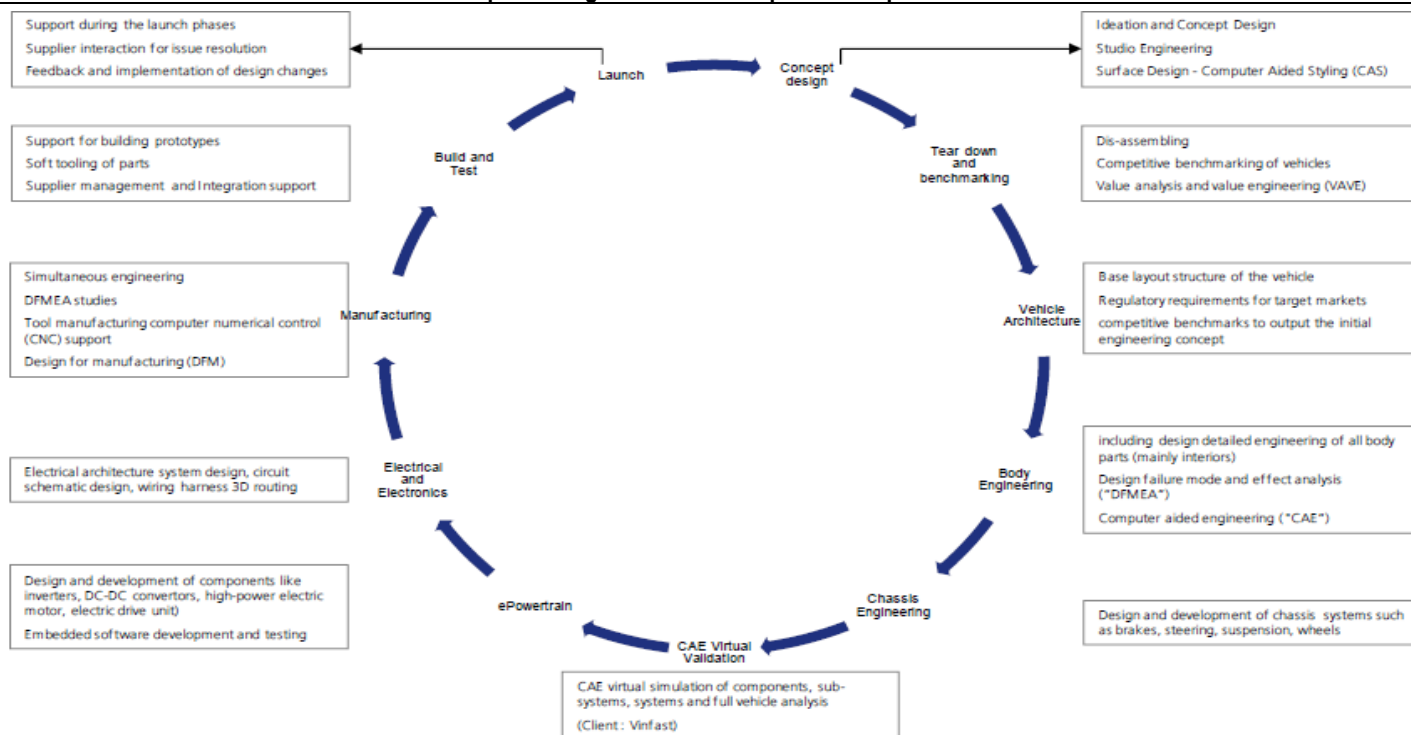 Support during the launch phases
Supplier interaction for issue resolution
Feedback and implementation of design changes
Launch
Concept
design
Ideation and Concept Design
Studio Engineering
Surface Design - Computer Aided Styling (CAS)
Support for building prototypes
Soft tooling of parts
Supplier management and Integration support
Build and
Test
Tear down
and
benchmarking
Dis-assembling
Competitive benchmarking of vehicles
Value analysis and value engineering (VAVE)
Simultaneous engineering
DFMEA studies
Tool manufacturing computer numerical control
(CNC) support
Design for manufacturing (DFM)
Manufacturing
Vehicle
Architecture
Base layout structure of the vehicle
Regulatory requirements for target markets
competitive benchmarks to output the initial
engineering concept
Electrical architecture system design, circuit
schematic design, wiring harness 3D routing
Electrical
and
Electronics
Body
Engineering
including design detailed engineering of all body
parts (mainly interiors)
Design failure mode and effect analysis
("DFMEA")
Computer aided engineering ("CAE")
Design and development of components like
inverters, DC-DC convertors, high-power electric
motor, electric drive unit)
Embedded software development and testing
ePowertrain
Chassis
Engineering
Design and development of chassis systems such
as brakes, steering, suspension, wheels
CAE Virtual
Validation
CAE virtual simulation of components, sub-
systems, systems and full vehicle analysis
(Client : Vinfast)